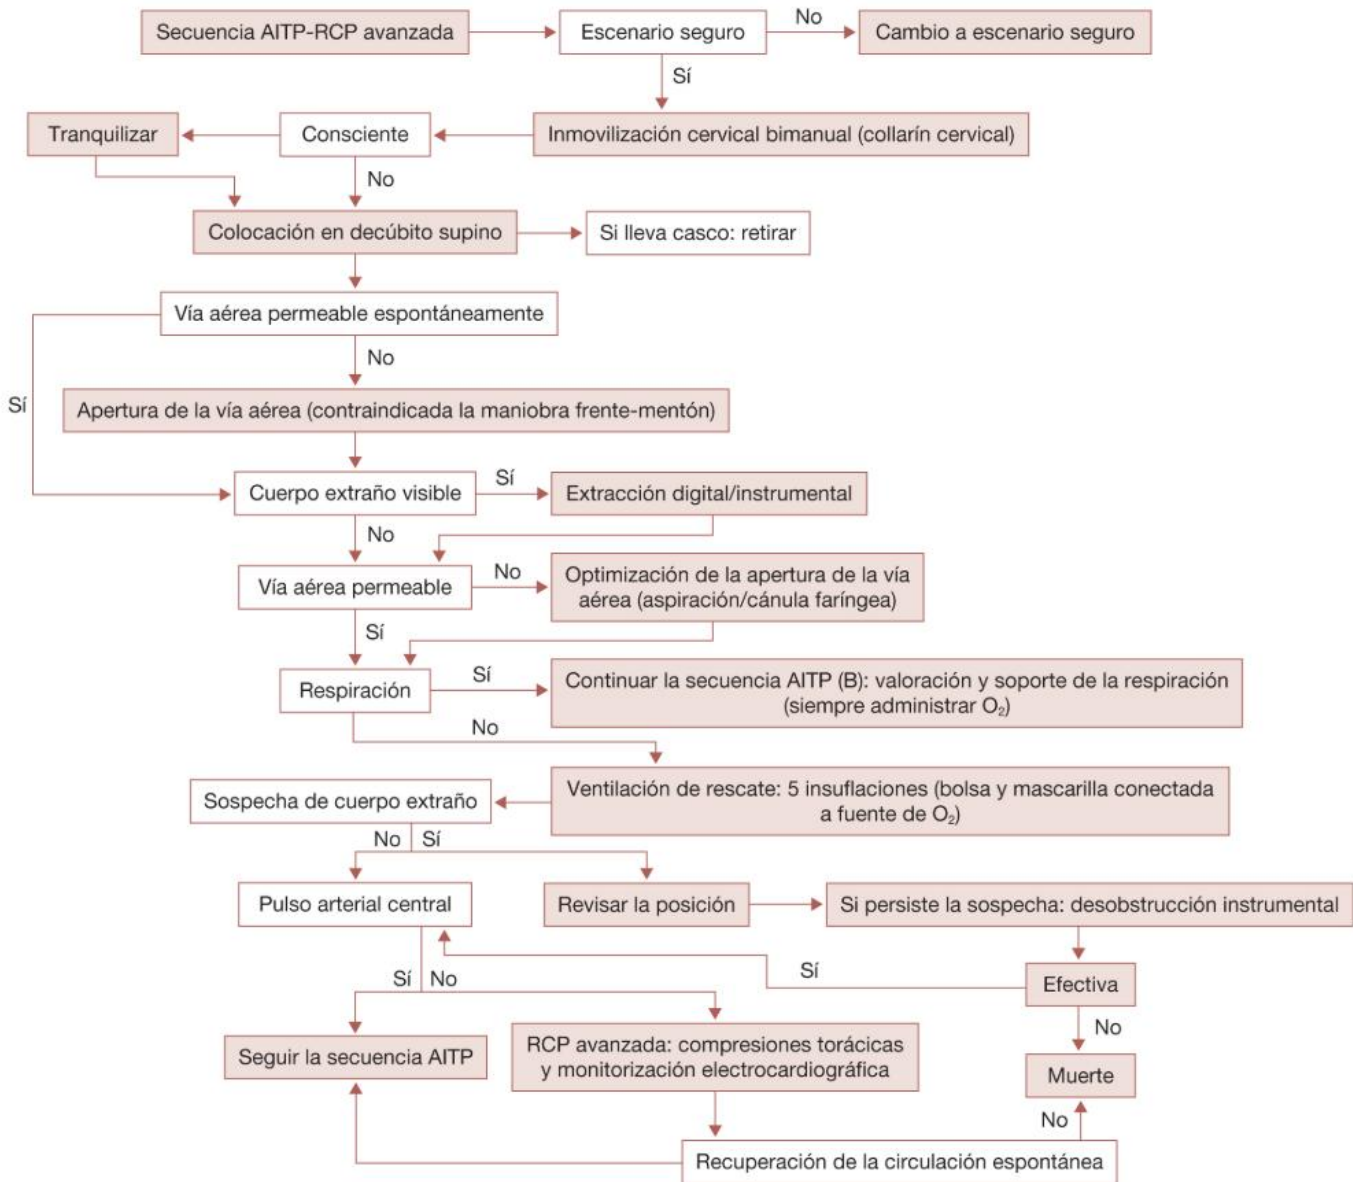 Secuencia AITP-RCP avanzada
Escenario seguro
No
Cambio a escenario seguro
Sí
Tranquilizar
Consciente
Inmovilización cervical bimanual (collarín cervical)
No
Colocación en decúbito supino
Si lleva casco: retirar
Vía aérea permeable espontáneamente
No
Sí
Apertura de la vía aérea (contraindicada la maniobra frente-mentón)
Cuerpo extraño visible
Sí
Extracción digital/instrumental
No
Vía aérea permeable
No
Optimización de la apertura de la vía
aérea (aspiración/cánula faríngea)
Sí
Respiración
Sí
Continuar la secuencia AITP (B): valoración y soporte de la respiración
(siempre administrar O₂)
No
Sospecha de cuerpo extraño
Ventilación de rescate: 5 insuflaciones (bolsa y mascarilla conectada
a fuente de O₂)
No Sí
Pulso arterial central
Revisar la posición
Si persiste la sospecha: desobstrucción instrumental
Sí No
Sí
Efectiva
No
Seguir la secuencia AITP
RCP avanzada: compresiones torácicas
y monitorización electrocardiográfica
Muerte
No
Recuperación de la circulación espontánea